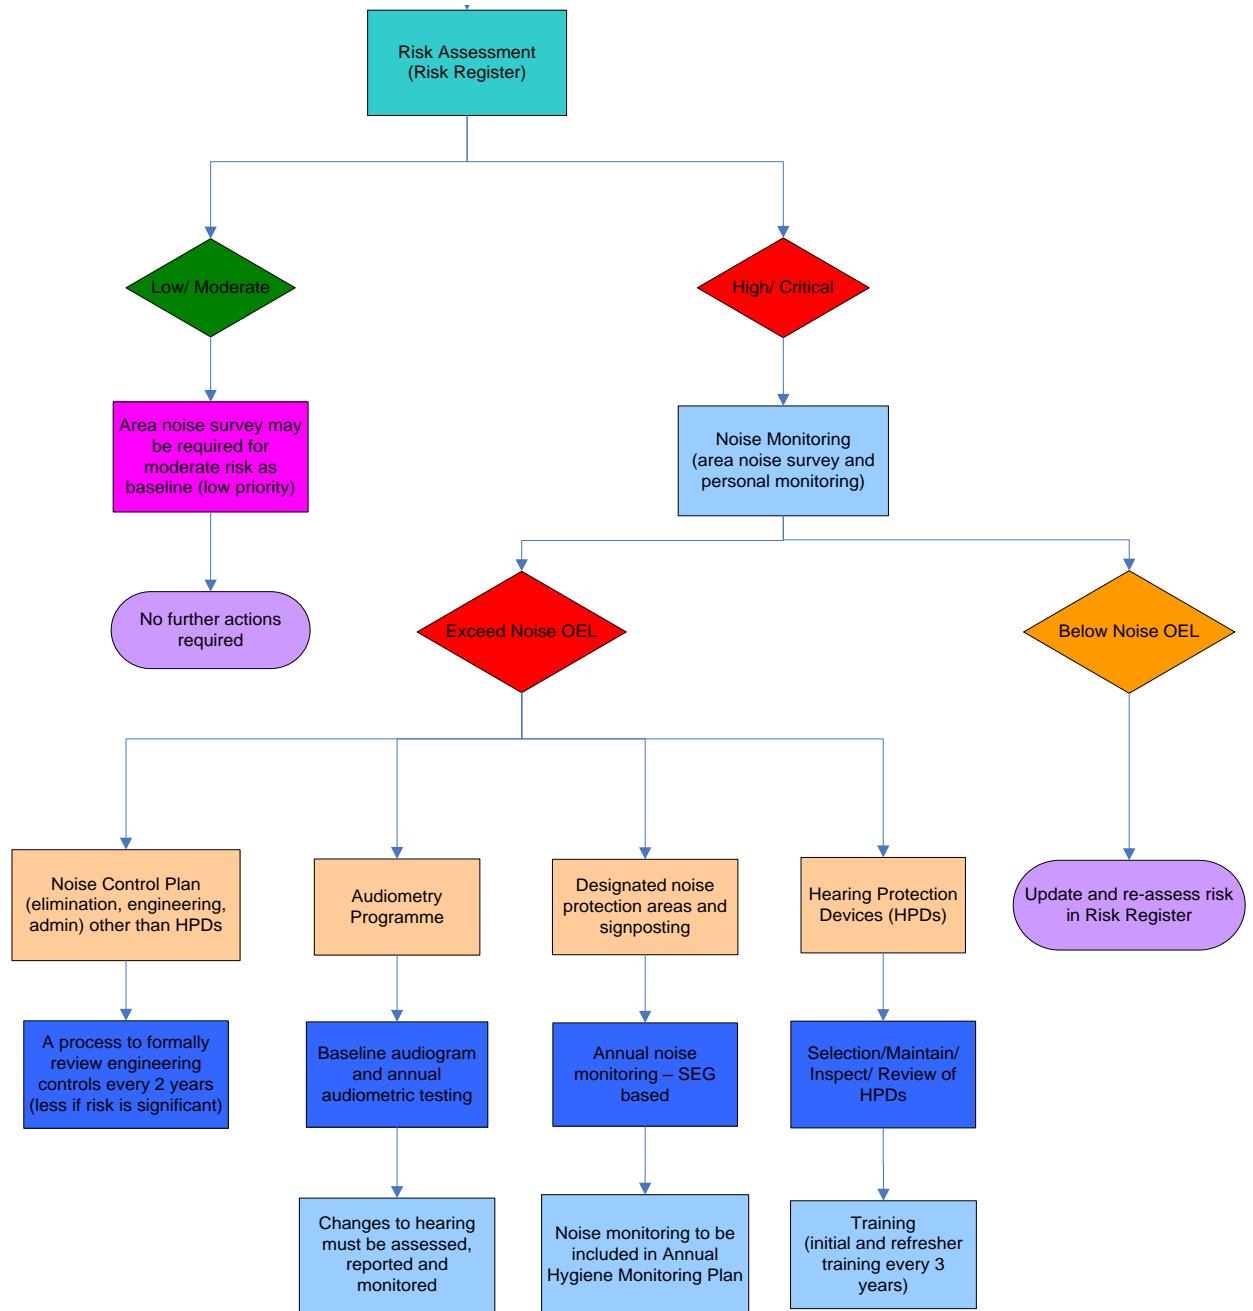 Risk Assessment
(Risk Register)
Low/ Moderate
High/ Critical
Area noise survey may
be required for
moderate risk as
baseline (low priority)
Noise Monitoring
(area noise survey and
personal monitoring)
No further actions
required
Exceed Noise OEL
Below Noise OEL
Noise Control Plan
(elimination, engineering,
admin) other than HPDs
Audiometry
Programme
Designated noise
protection areas and
signposting
Hearing Protection
Devices (HPDs)
Update and re-assess risk
in Risk Register
A process to formally
review engineering
controls every 2 years
(less if risk is significant)
Baseline audiogram
and annual
audiometric testing
Annual noise
monitoring – SEG
based
Selection/Maintain/
Inspect/ Review of
HPDs
Changes to hearing
must be assessed,
reported and
monitored
Noise monitoring to be
included in Annual
Hygiene Monitoring Plan
Training
(initial and refresher
training every 3
years)